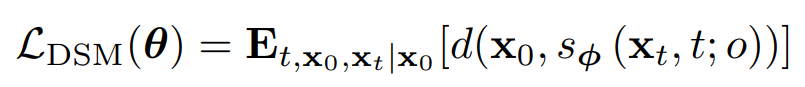 𝓛_DSM(𝜽) = 𝐄_{t,𝐱₀,𝐱ₜ|𝐱₀}[d(𝐱₀, s_𝝓 (𝐱ₜ, t; o))]